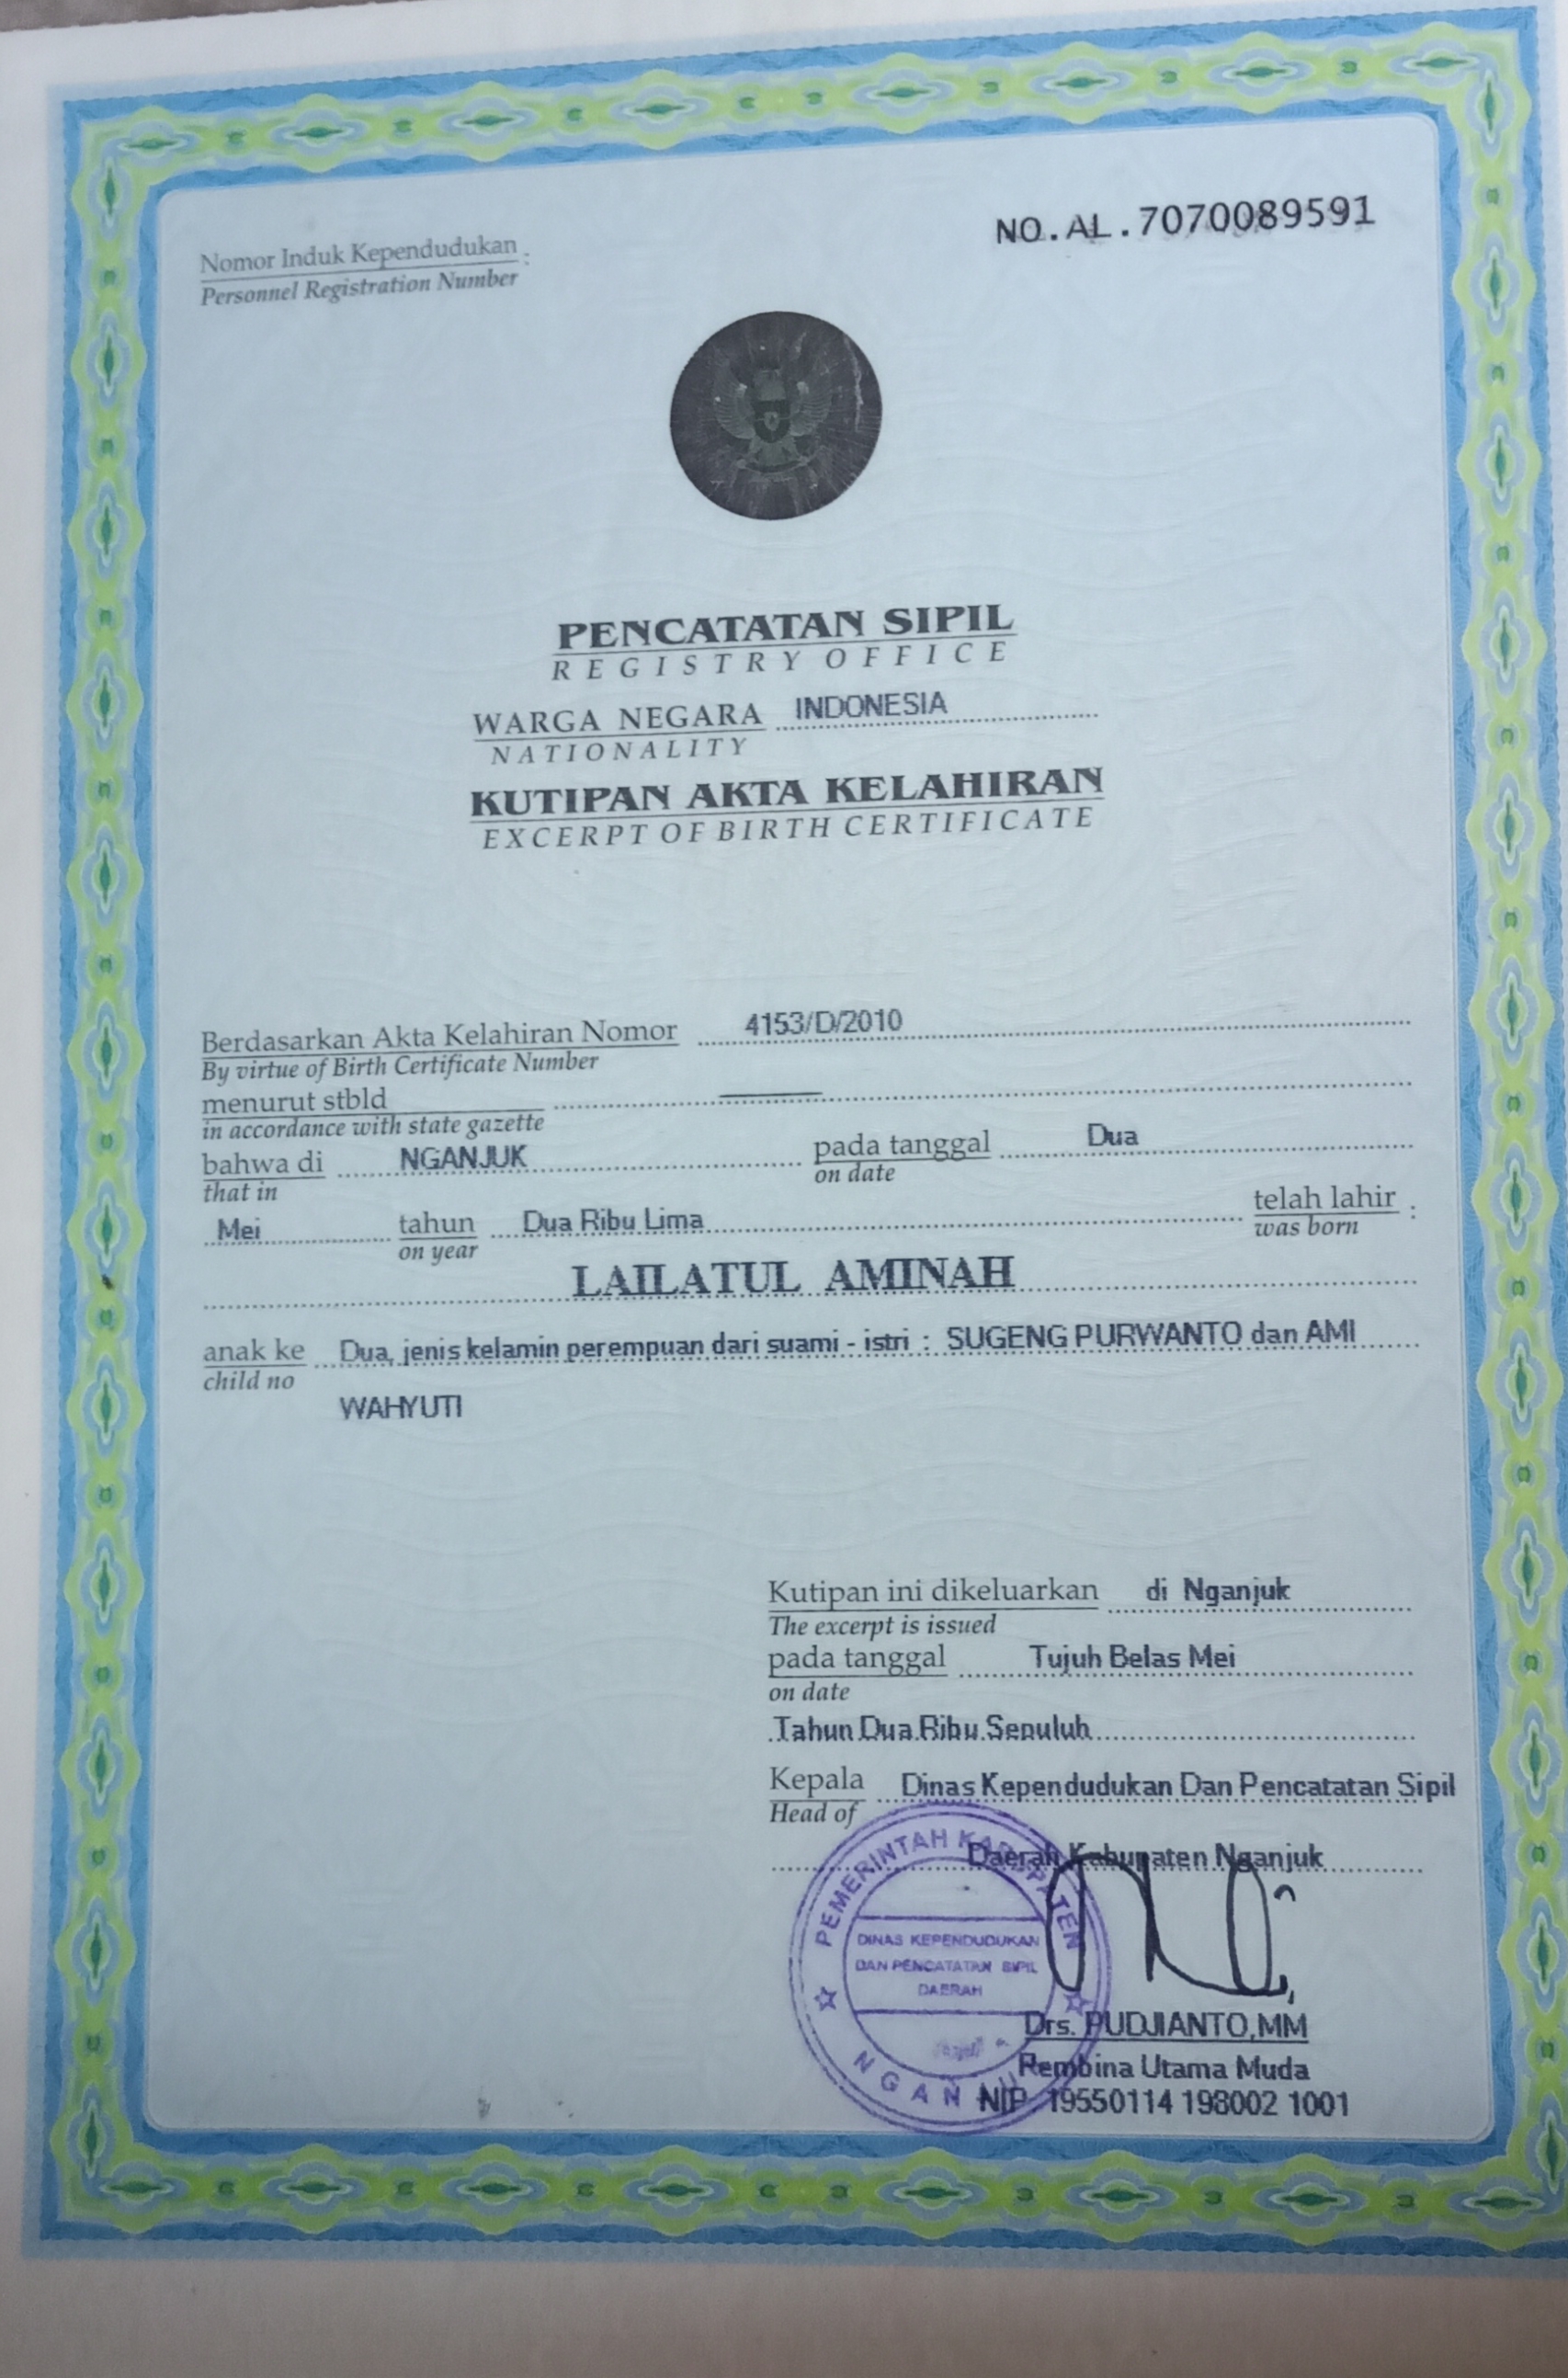 NO.AL.7070089591
Nomor Induk Kependudukan :
Personnel Registration Number
PENCATATAN SIPIL
REGISTRY OFFICE
WARGA NEGARA INDONESIA
NATIONALITY
KUTIPAN AKTA KELAHIRAN
EXCERPT OF BIRTH CERTIFICATE
Berdasarkan Akta Kelahiran Nomor 4153/D/2010
By virtue of Birth Certificate Number
menurut stbld
in accordance with state gazette
bahwa di NGANJUK pada tanggal Dua
that in on date
Mei tahun Dua Ribu Lima telah lahir :
on year was born
LAILATUL AMINAH
anak ke Dua, jenis kelamin perempuan dari suami - istri : SUGENG PURWANTO dan AMI
child no
WAHYUTI
Kutipan ini dikeluarkan di Nganjuk
The excerpt is issued
pada tanggal Tujuh Belas Mei
on date
Tahun Dua Ribu Sepuluh
Kepala Dinas Kependudukan Dan Pencatatan Sipil
Head of
Daerah Kabupaten Nganjuk
PEMERINTAH KABUPATEN
DINAS KEPENDUDUKAN
DAN PENCATATAN SIPIL
DAERAH
NGANJUK
Drs. PUDJIANTO,MM
Pembina Utama Muda
NIP. 19550114 198002 1001